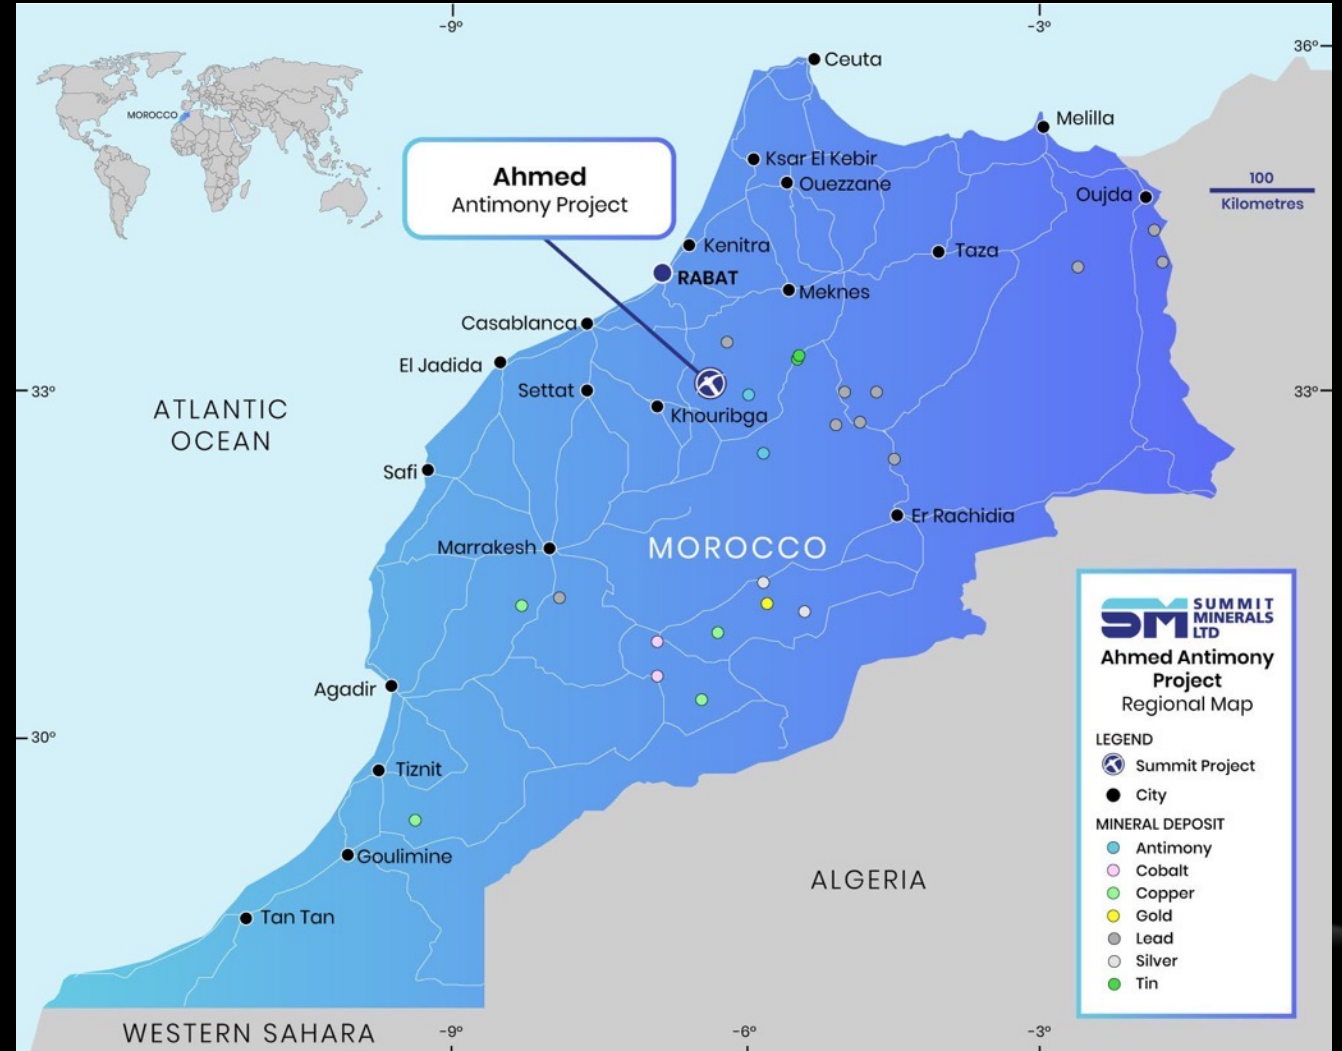 -9°
-3°
36°
Ceuta
MOROCCO
Melilla
Ahmed
Antimony Project
Ksar El Kebir
Ouezzane
100
Kilometres
Oujda
Kenitra
Taza
RABAT
Meknes
Casablanca
El Jadida
Settat
33°
33°
Khouribga
ATLANTIC
OCEAN
Safi
Er Rachidia
Marrakesh
MOROCCO
SM
SUMMIT
MINERALS
LTD
Ahmed Antimony
Project
Regional Map
Agadir
30°
LEGEND
Summit Project
City
Tiznit
MINERAL DEPOSIT
Antimony
Cobalt
Copper
Gold
Lead
Silver
Tin
Goulimine
ALGERIA
Tan Tan
WESTERN SAHARA
-9°
-6°
-3°